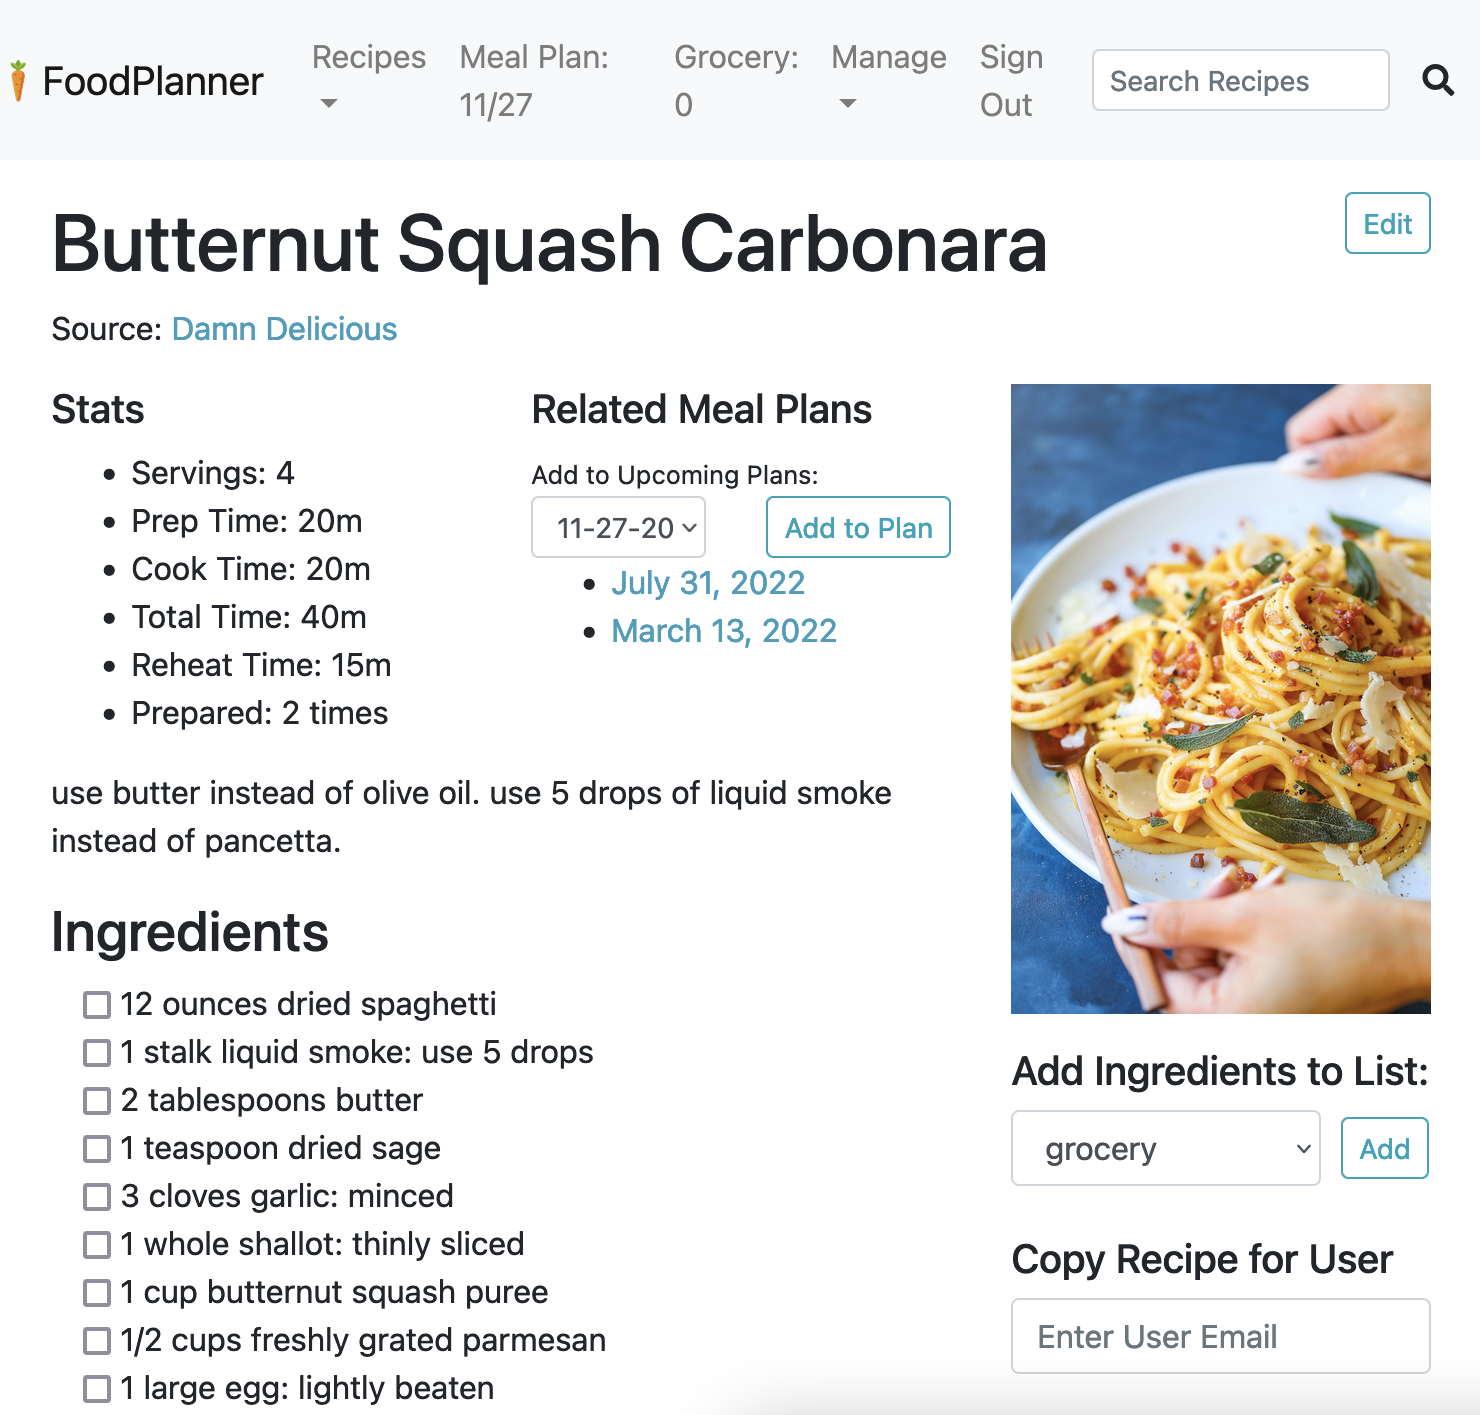 FoodPlanner
Recipes
Meal Plan:
11/27
Grocery:
0
Manage
Sign
Out
Search Recipes
Butternut Squash Carbonara
Edit
Source: Damn Delicious
Stats
Servings: 4
Prep Time: 20m
Cook Time: 20m
Total Time: 40m
Reheat Time: 15m
Prepared: 2 times
Related Meal Plans
Add to Upcoming Plans:
11-27-20
Add to Plan
July 31, 2022
March 13, 2022
use butter instead of olive oil. use 5 drops of liquid smoke
instead of pancetta.
Ingredients
12 ounces dried spaghetti
1 stalk liquid smoke: use 5 drops
2 tablespoons butter
1 teaspoon dried sage
3 cloves garlic: minced
1 whole shallot: thinly sliced
1 cup butternut squash puree
1/2 cups freshly grated parmesan
1 large egg: lightly beaten
Add Ingredients to List:
grocery
Add
Copy Recipe for User
Enter User Email